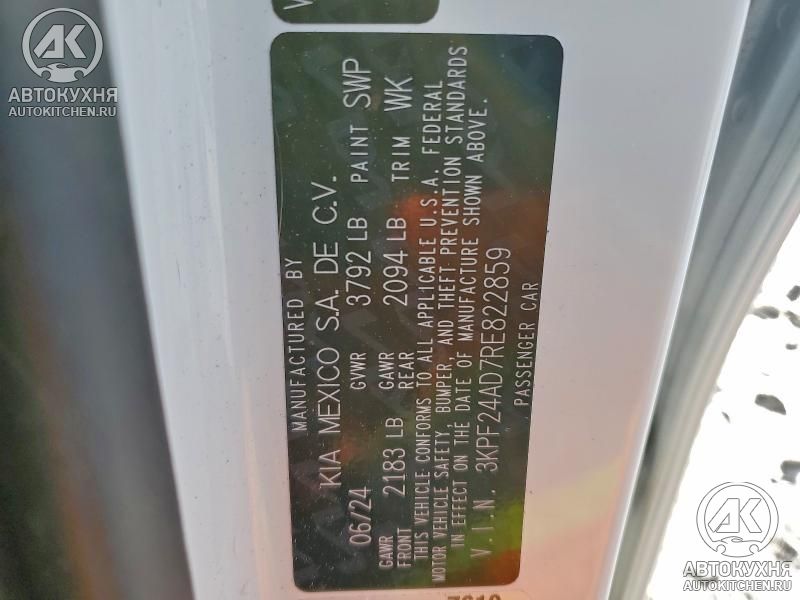 MANUFACTURED BY
KIA MEXICO S.A. DE C.V.
06/24 GVWR 3792 LB PAINT SWP
GAWR FRONT 2183 LB GAWR REAR 2094 LB TRIM WK
THIS VEHICLE CONFORMS TO ALL APPLICABLE U.S.A. FEDERAL
MOTOR VEHICLE SAFETY, BUMPER, AND THEFT PREVENTION STANDARDS
IN EFFECT ON THE DATE OF MANUFACTURE SHOWN ABOVE.
V.I.N. 3KPF24AD7RE822859
PASSENGER CAR
AK
АВТОКУХНЯ
AUTOKITCHEN.RU
AK
АВТОКУХНЯ
AUTOKITCHEN.RU